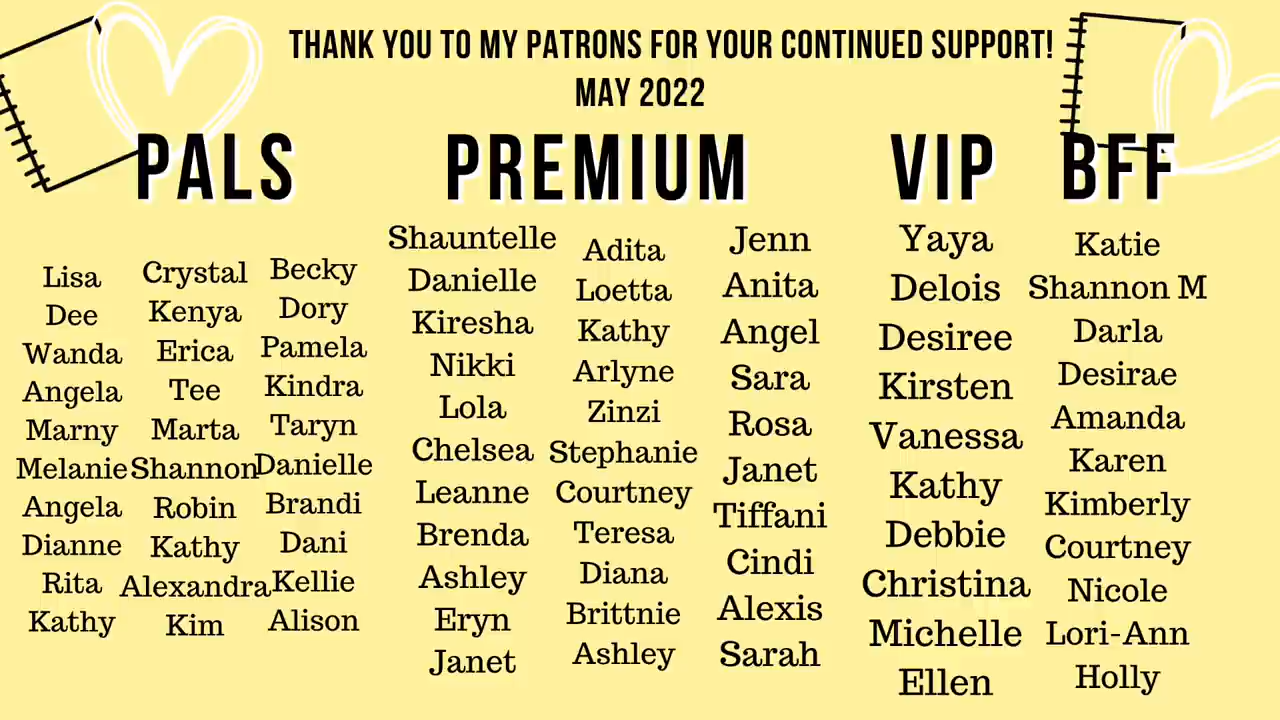 THANK YOU TO MY PATRONS FOR YOUR CONTINUED SUPPORT!
MAY 2022
PALS
Lisa
Dee
Wanda
Angela
Marny
Melanie
Angela
Dianne
Rita
Kathy
Crystal
Kenya
Erica
Tee
Marta
Shannon
Robin
Kathy
Alexandra
Kim
Becky
Dory
Pamela
Kindra
Taryn
Danielle
Brandi
Dani
Kellie
Alison
PREMIUM
Shauntelle
Danielle
Kiresha
Nikki
Lola
Chelsea
Leanne
Brenda
Ashley
Eryn
Janet
Adita
Loetta
Kathy
Arlyne
Zinzi
Stephanie
Courtney
Teresa
Diana
Brittnie
Ashley
Jenn
Anita
Angel
Sara
Rosa
Janet
Tiffani
Cindi
Alexis
Sarah
VIP
Yaya
Delois
Desiree
Kirsten
Vanessa
Kathy
Debbie
Christina
Michelle
Ellen
BFF
Katie
Shannon M
Darla
Desirae
Amanda
Karen
Kimberly
Courtney
Nicole
Lori-Ann
Holly